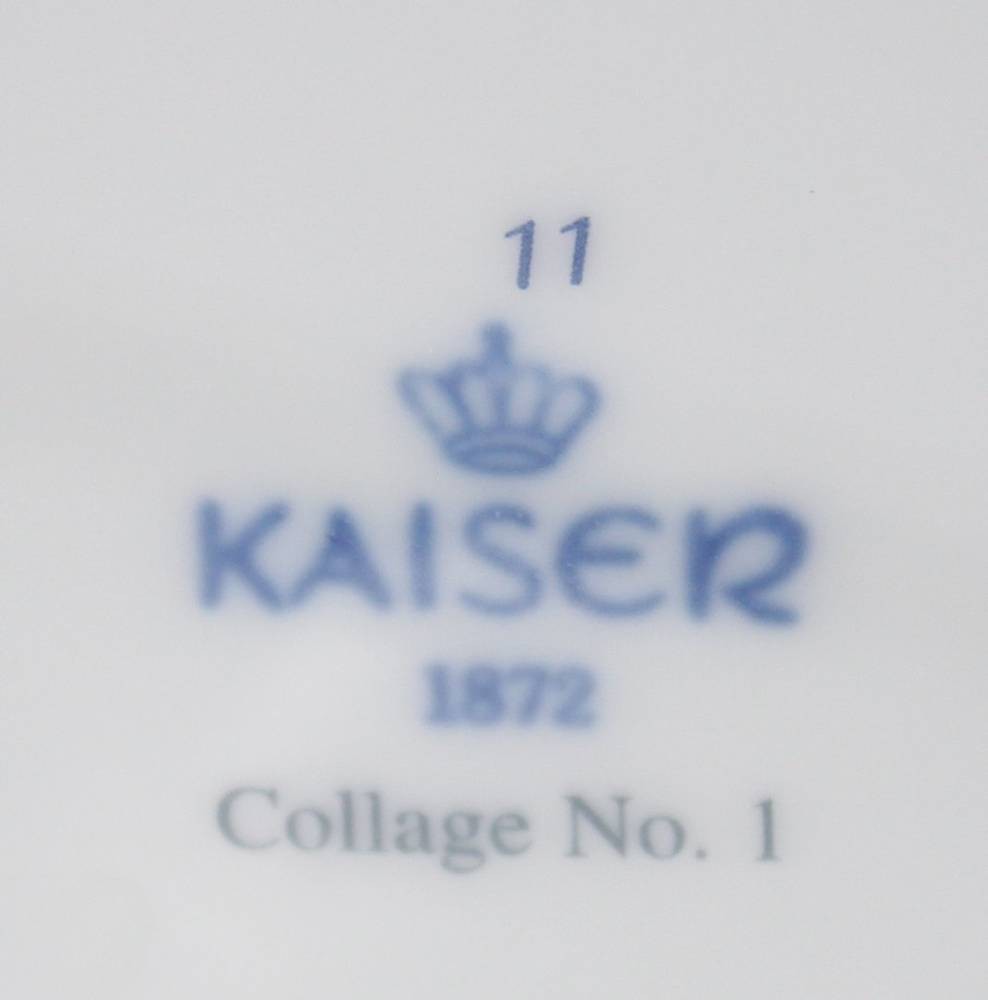 11
KAISER
1872
Collage No. 1